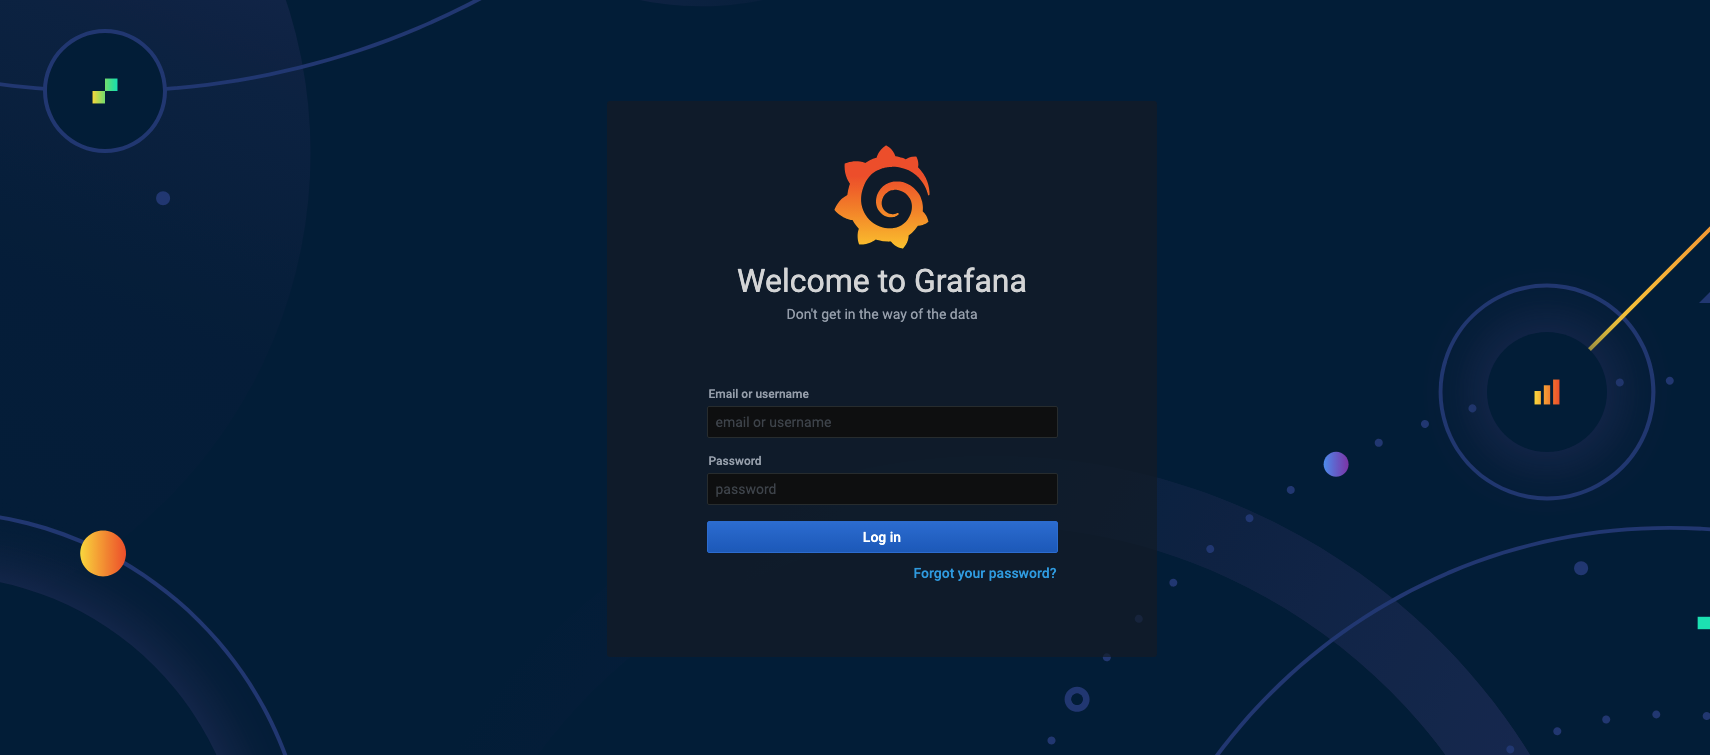 Welcome to Grafana
Don't get in the way of the data
Email or username
email or username
Password
password
Log in
Forgot your password?